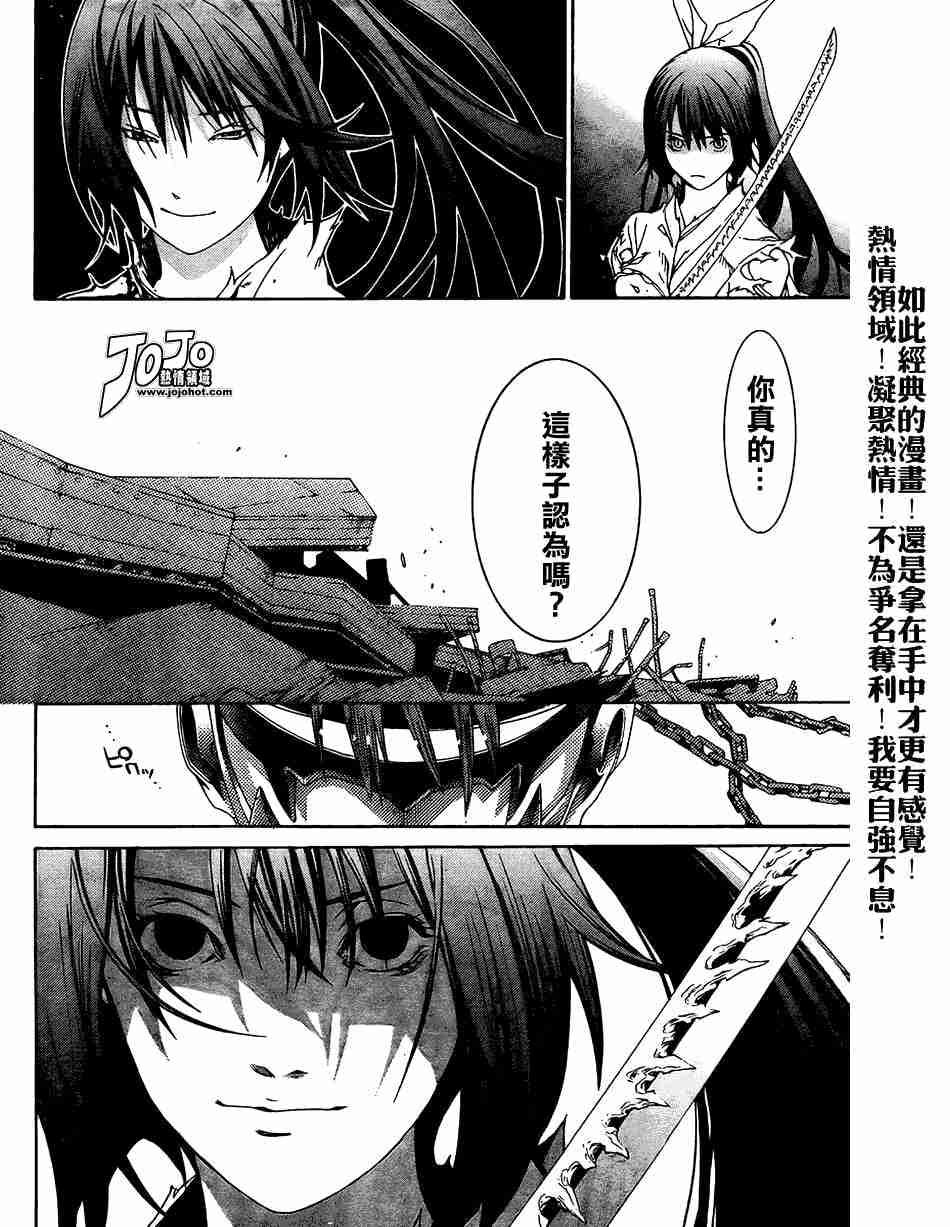 如此經典的漫畫！還是拿在手中才更有感覺！
熱情領域！凝聚熱情！不為爭名奪利！我要自強不息！
JOJO
熱情領域
www.jojohot.com
你真的…
這樣子認為嗎？
ピクッ…